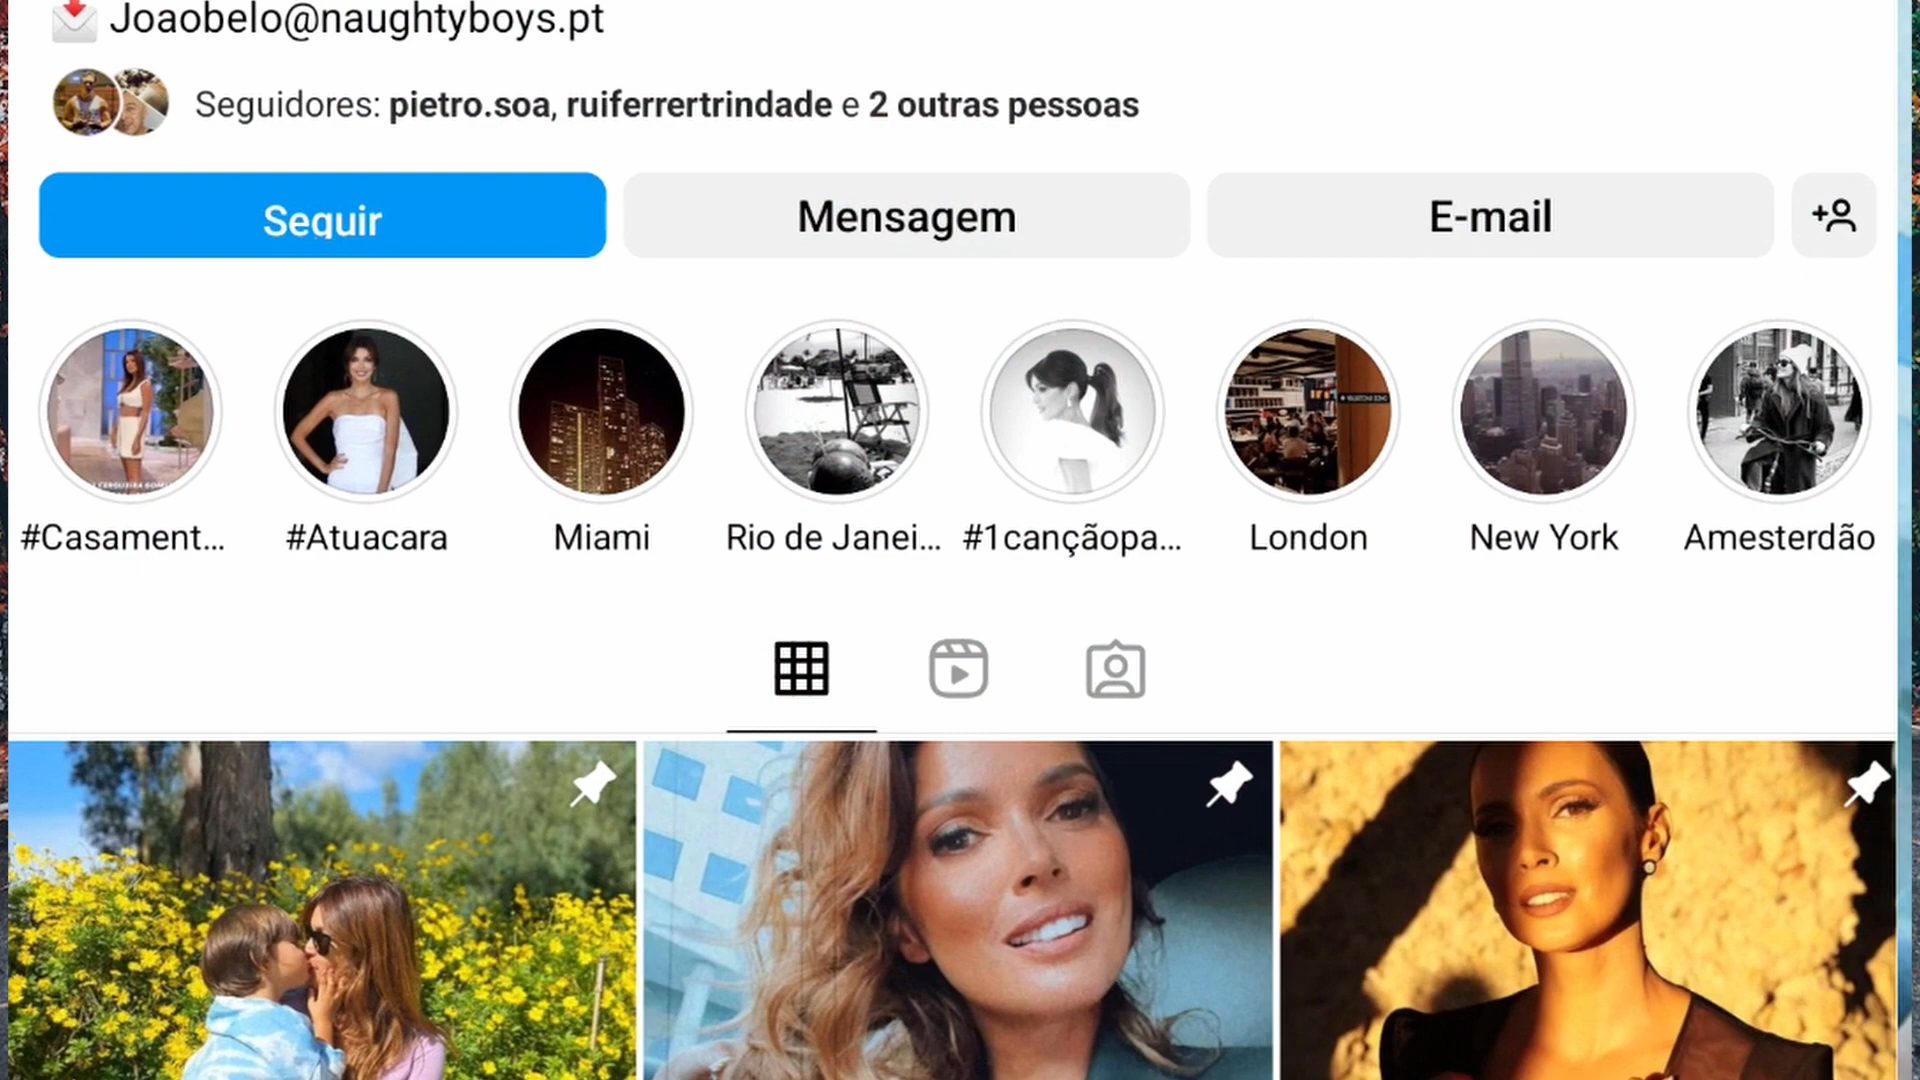 Joaobelo@naughtyboys.pt
Seguidores: pietro.soa, ruiferrertrindade e 2 outras pessoas
Seguir
Mensagem
E-mail
#Casament...
#Atuacara
Miami
Rio de Janei...
#1cançãopa...
London
New York
Amesterdão